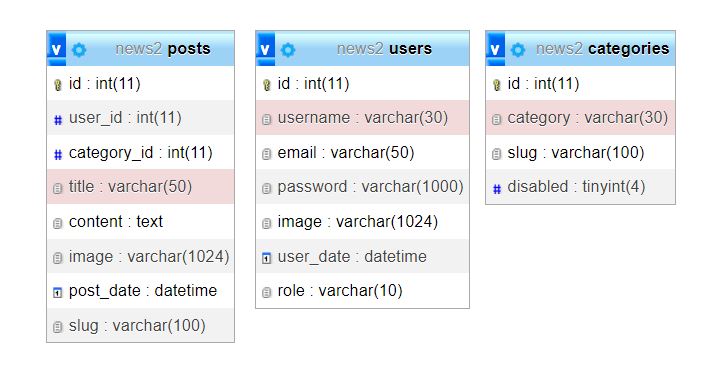 v news2 posts
id : int(11)
user_id : int(11)
category_id : int(11)
title : varchar(50)
content : text
image : varchar(1024)
post_date : datetime
slug : varchar(100)
v news2 users
id : int(11)
username : varchar(30)
email : varchar(50)
password : varchar(1000)
image : varchar(1024)
user_date : datetime
role : varchar(10)
v news2 categories
id : int(11)
category : varchar(30)
slug : varchar(100)
disabled : tinyint(4)